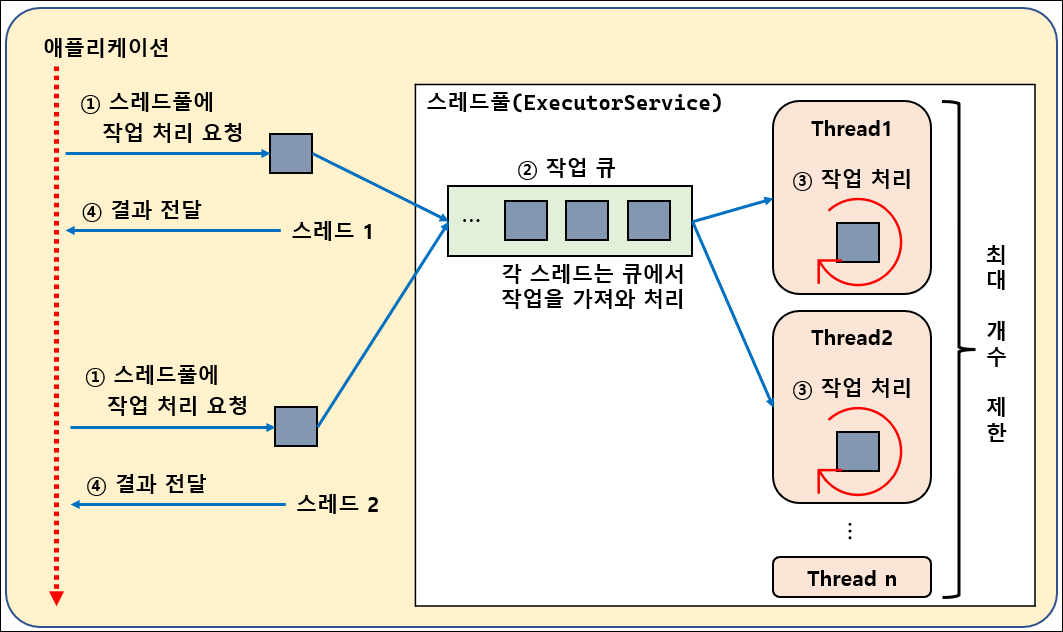 애플리케이션
① 스레드풀에
작업 처리 요청
④ 결과 전달
스레드 1
① 스레드풀에
작업 처리 요청
④ 결과 전달
스레드 2
스레드풀(ExecutorService)
② 작업 큐
...
각 스레드는 큐에서
작업을 가져와 처리
Thread1
③ 작업 처리
Thread2
③ 작업 처리
⋮
Thread n
최대 개수 제한